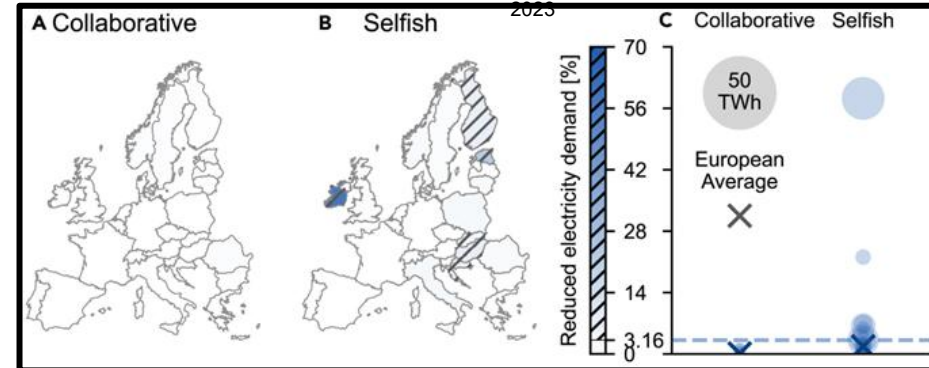 2023
A Collaborative
B Selfish
C Collaborative Selfish
Reduced electricity demand [%]
70
56
42
28
14
3.16
0
50
TWh
European
Average